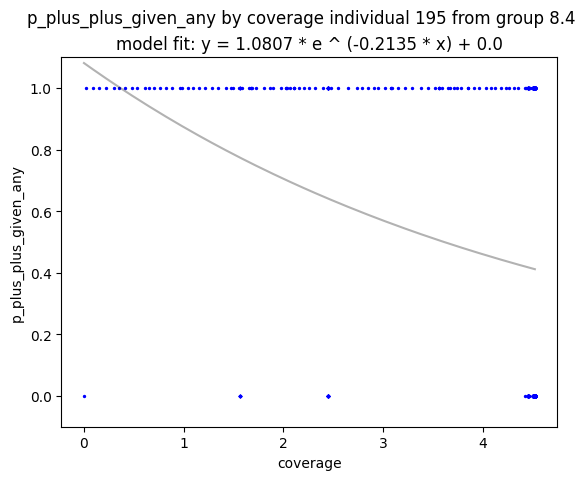 p_plus_plus_given_any by coverage individual 195 from group 8.4
model fit: y = 1.0807 * e ^ (-0.2135 * x) + 0.0
1.0
0.8
0.6
0.4
0.2
0.0
p_plus_plus_given_any
0 1 2 3 4
coverage